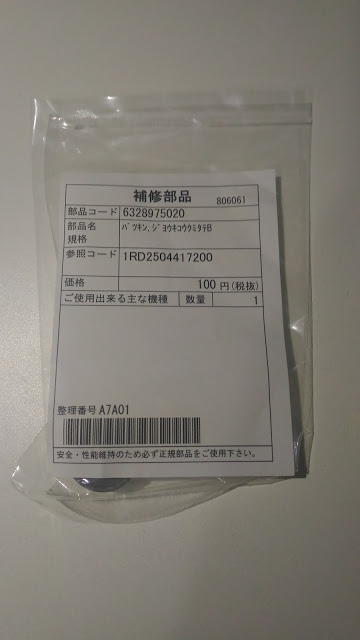 補修部品 806061
部品コード 6328975020
部品名 ﾊﾟﾂｷﾝ,ｼﾞﾖｳｷｺｳｸﾐﾀﾃB
規格
参照コード 1RD2504417200
価格 100 円(税抜)
ご使用出来る主な機種 数量 1
整理番号 A7A01
安全・性能維持のため必ず正規部品をご使用下さい。